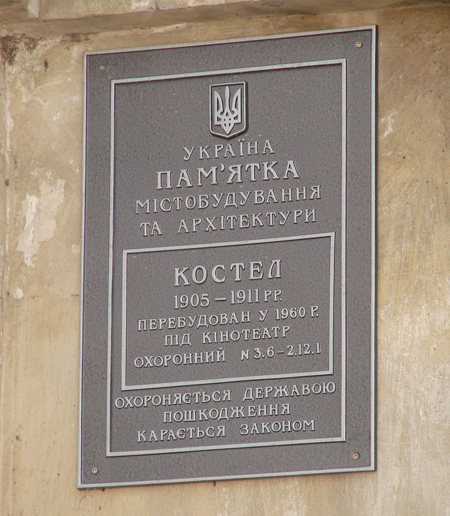 УКРАЇНА
ПАМ'ЯТКА
МІСТОБУДУВАННЯ
ТА АРХІТЕКТУРИ
КОСТЕЛ
1905 – 1911 РР.
ПЕРЕБУДОВАН У 1960 Р.
ПІД КІНОТЕАТР
ОХОРОННИЙ N 3.6 – 2.12.1
ОХОРОНЯЄТЬСЯ ДЕРЖАВОЮ
ПОШКОДЖЕННЯ
КАРАЄТЬСЯ ЗАКОНОМ